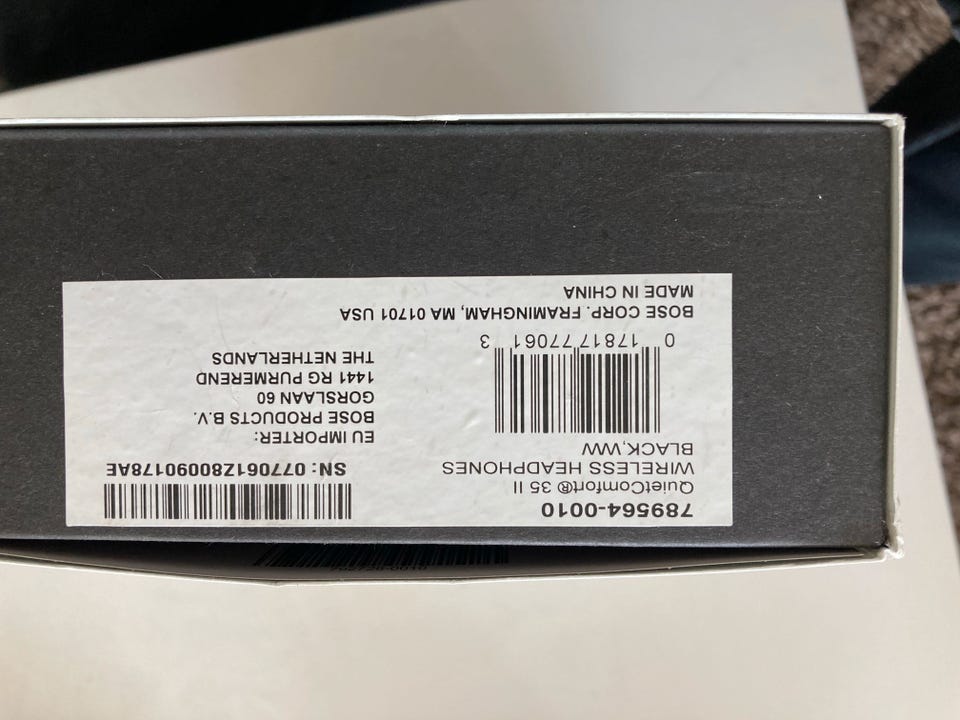 789564-0010
QuietComfort® 35 II
WIRELESS HEADPHONES
BLACK,WW
0 17817 77061 3
BOSE CORP. FRAMINGHAM, MA 01701 USA
MADE IN CHINA
SN: 077061Z80090178AE
EU IMPORTER:
BOSE PRODUCTS B.V.
GORSLAAN 60
1441 RG PURMEREND
THE NETHERLANDS